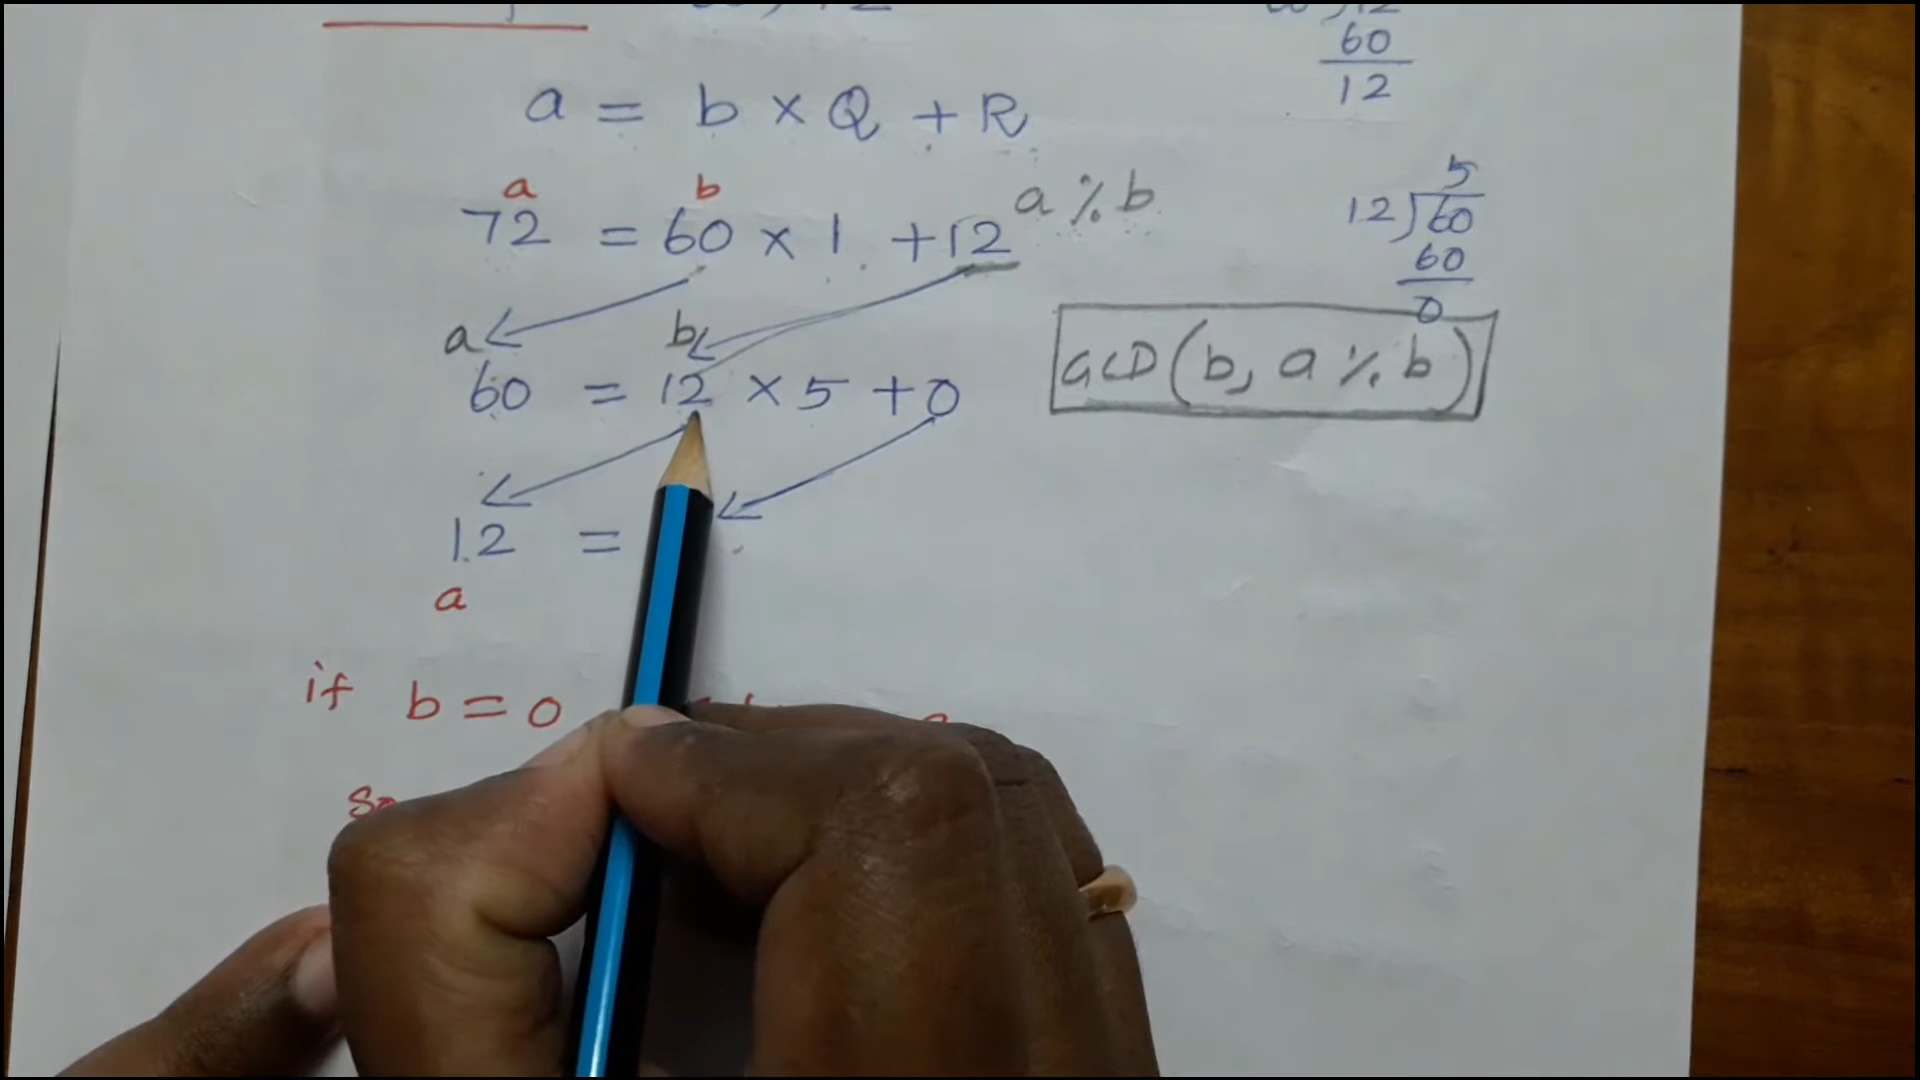 60
12
a = b × Q + R
a b
72 = 60 × 1 + 12 a % b
5
12)60
60
0
a b
60 = 12 × 5 + 0
GCD(b, a % b)
12 =
a
if b = 0